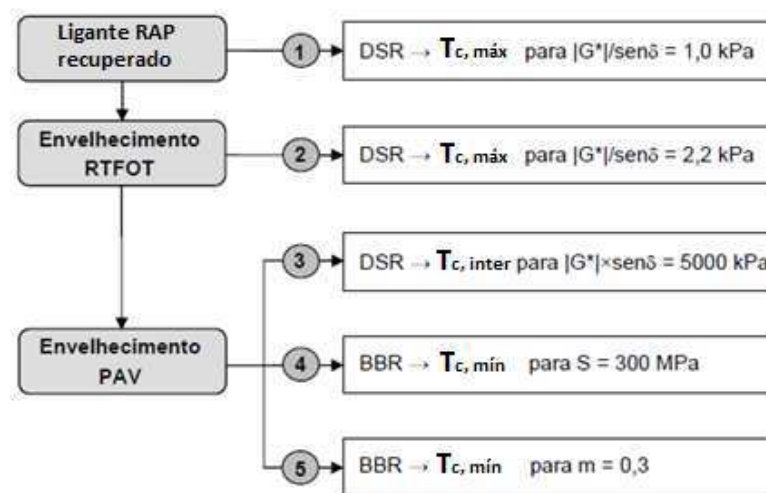 Ligante RAP
recuperado
1
DSR → Tc, máx para |G*|/senδ = 1,0 kPa
Envelhecimento
RTFOT
2
DSR → Tc, máx para |G*|/senδ = 2,2 kPa
3
DSR → Tc, inter para |G*|×senδ = 5000 kPa
Envelhecimento
PAV
4
BBR → Tc, mín para S = 300 MPa
5
BBR → Tc, mín para m = 0,3